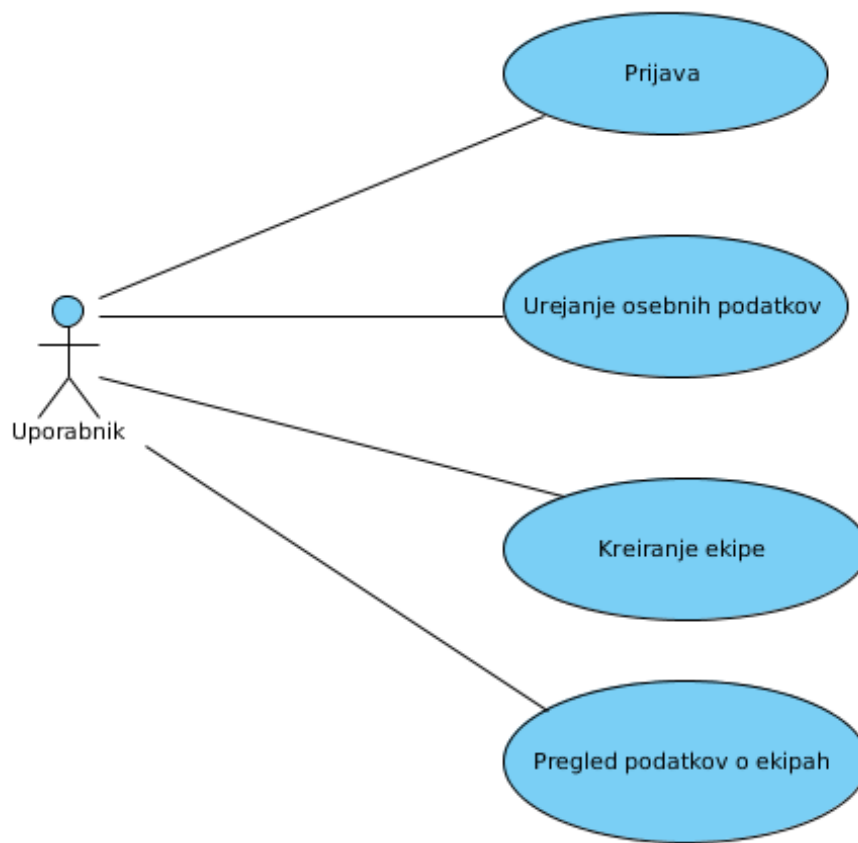 Prijava
Urejanje osebnih podatkov
Uporabnik
Kreiranje ekipe
Pregled podatkov o ekipah